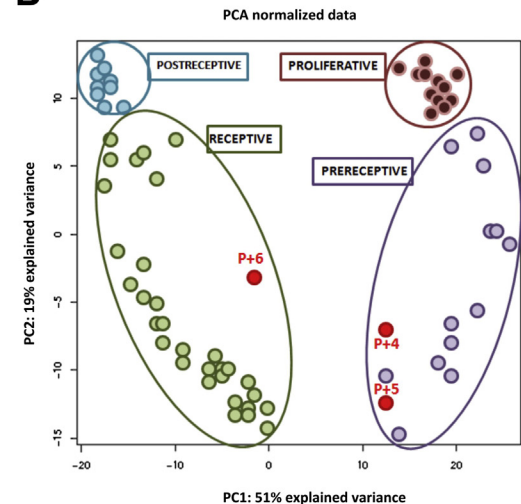 B
PCA normalized data
POSTRECEPTIVE
PROLIFERATIVE
RECEPTIVE
PRERECEPTIVE
P+6
P+4
P+5
PC2: 19% explained variance
10
5
0
−5
−10
−15
−20
−10
0
10
20
PC1: 51% explained variance